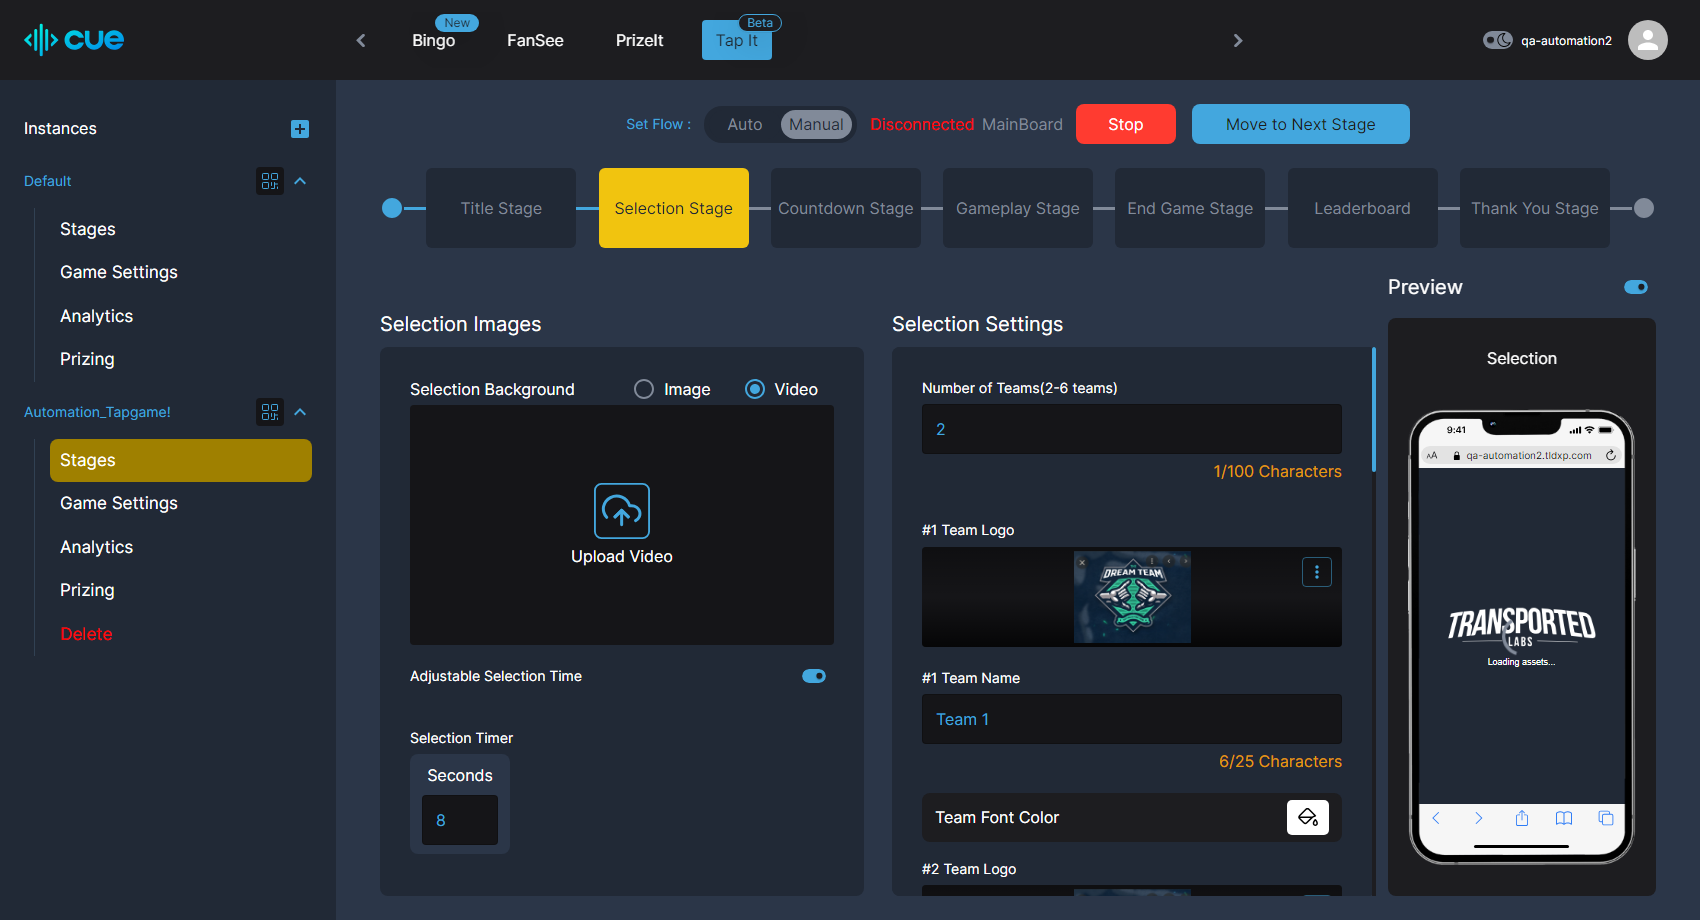 cue
Bingo
New
FanSee
PrizeIt
Tap It
Beta
qa-automation2
Instances
Default
Stages
Game Settings
Analytics
Prizing
Automation_Tapgame!
Stages
Game Settings
Analytics
Prizing
Delete
Set Flow :
Auto
Manual
Disconnected MainBoard
Stop
Move to Next Stage
Title Stage
Selection Stage
Countdown Stage
Gameplay Stage
End Game Stage
Leaderboard
Thank You Stage
Selection Images
Selection Background
Image
Video
Upload Video
Adjustable Selection Time
Selection Timer
Seconds
8
Selection Settings
Number of Teams(2-6 teams)
2
1/100 Characters
#1 Team Logo
DREAM TEAM
#1 Team Name
Team 1
6/25 Characters
Team Font Color
#2 Team Logo
Preview
Selection
9:41
AA
qa-automation2.tldxp.com
TRANSPORTED
LABS
Loading assets...